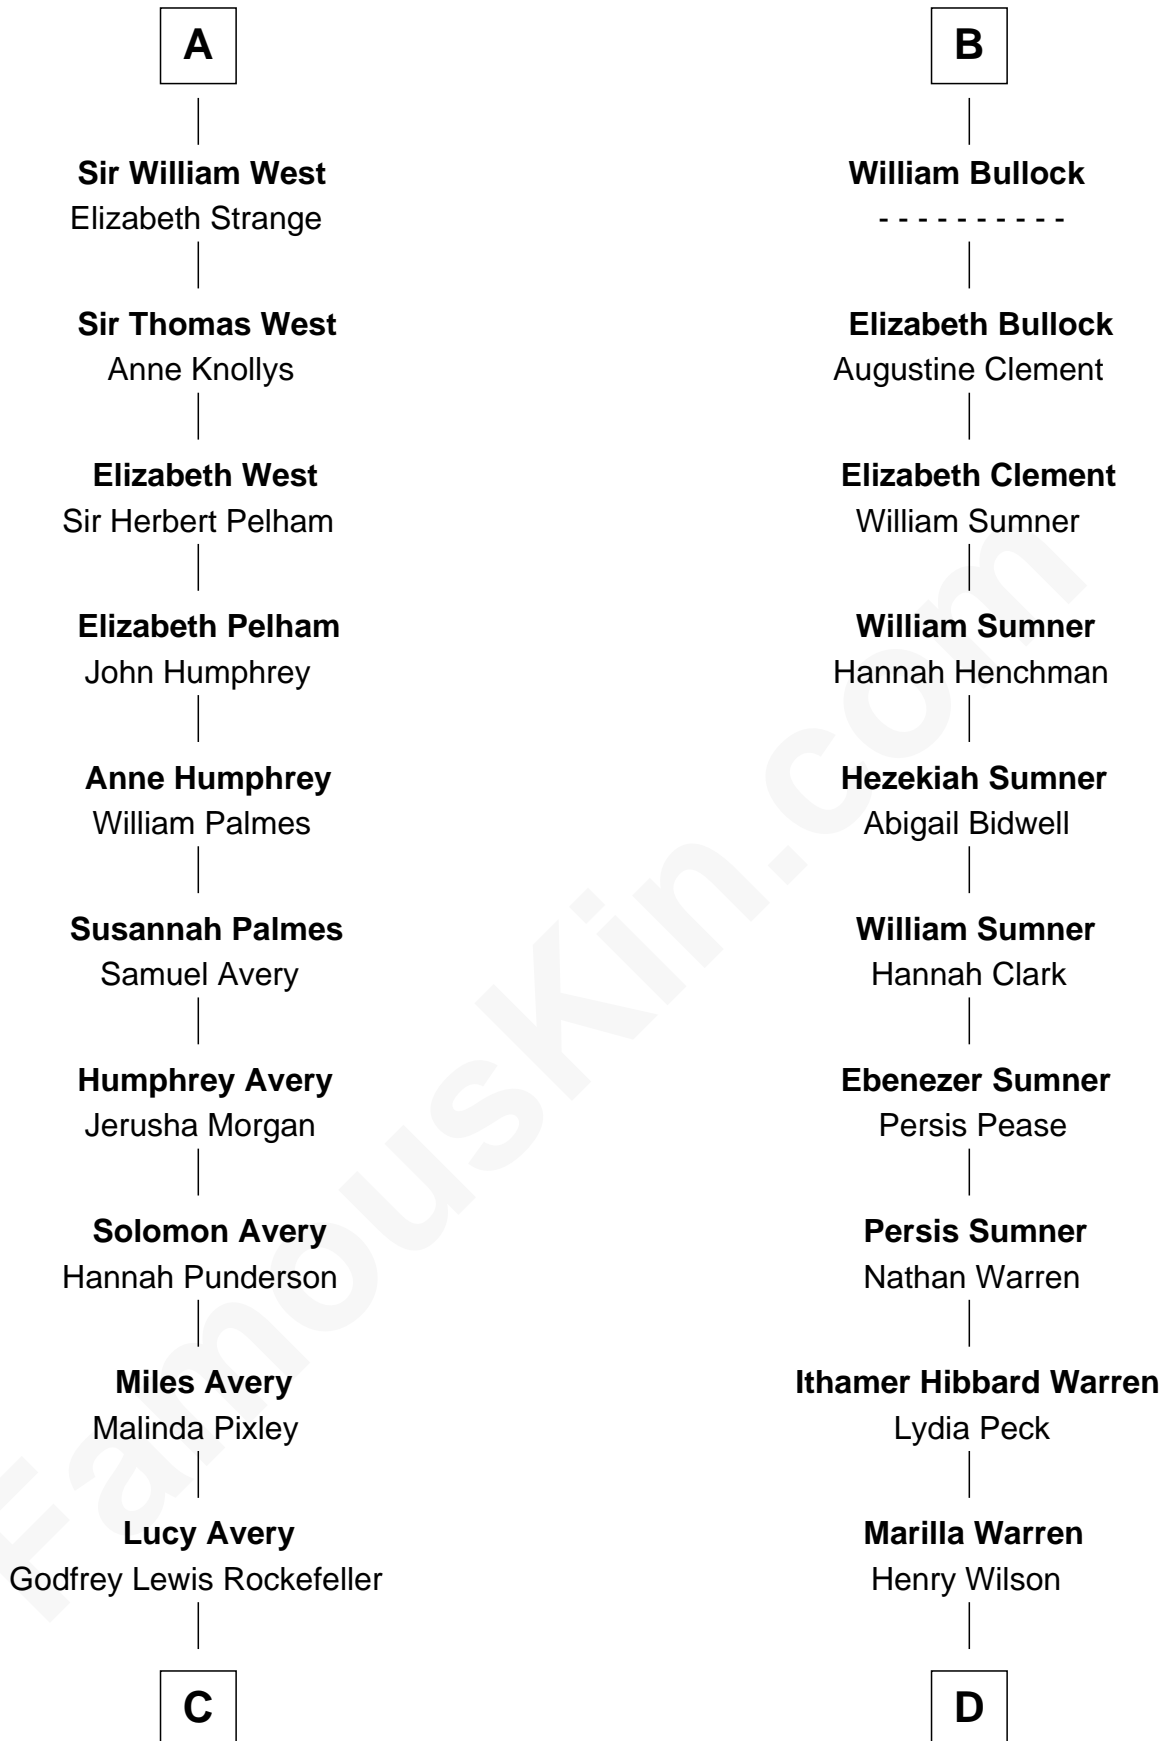 A
Sir William West
Elizabeth Strange
Sir Thomas West
Anne Knollys
Elizabeth West
Sir Herbert Pelham
Elizabeth Pelham
John Humphrey
Anne Humphrey
William Palmes
Susannah Palmes
Samuel Avery
Humphrey Avery
Jerusha Morgan
Solomon Avery
Hannah Punderson
Miles Avery
Malinda Pixley
Lucy Avery
Godfrey Lewis Rockefeller
C
B
William Bullock
- - - - - - - - - -
Elizabeth Bullock
Augustine Clement
Elizabeth Clement
William Sumner
William Sumner
Hannah Henchman
Hezekiah Sumner
Abigail Bidwell
William Sumner
Hannah Clark
Ebenezer Sumner
Persis Pease
Persis Sumner
Nathan Warren
Ithamer Hibbard Warren
Lydia Peck
Marilla Warren
Henry Wilson
D
FamousKin.com